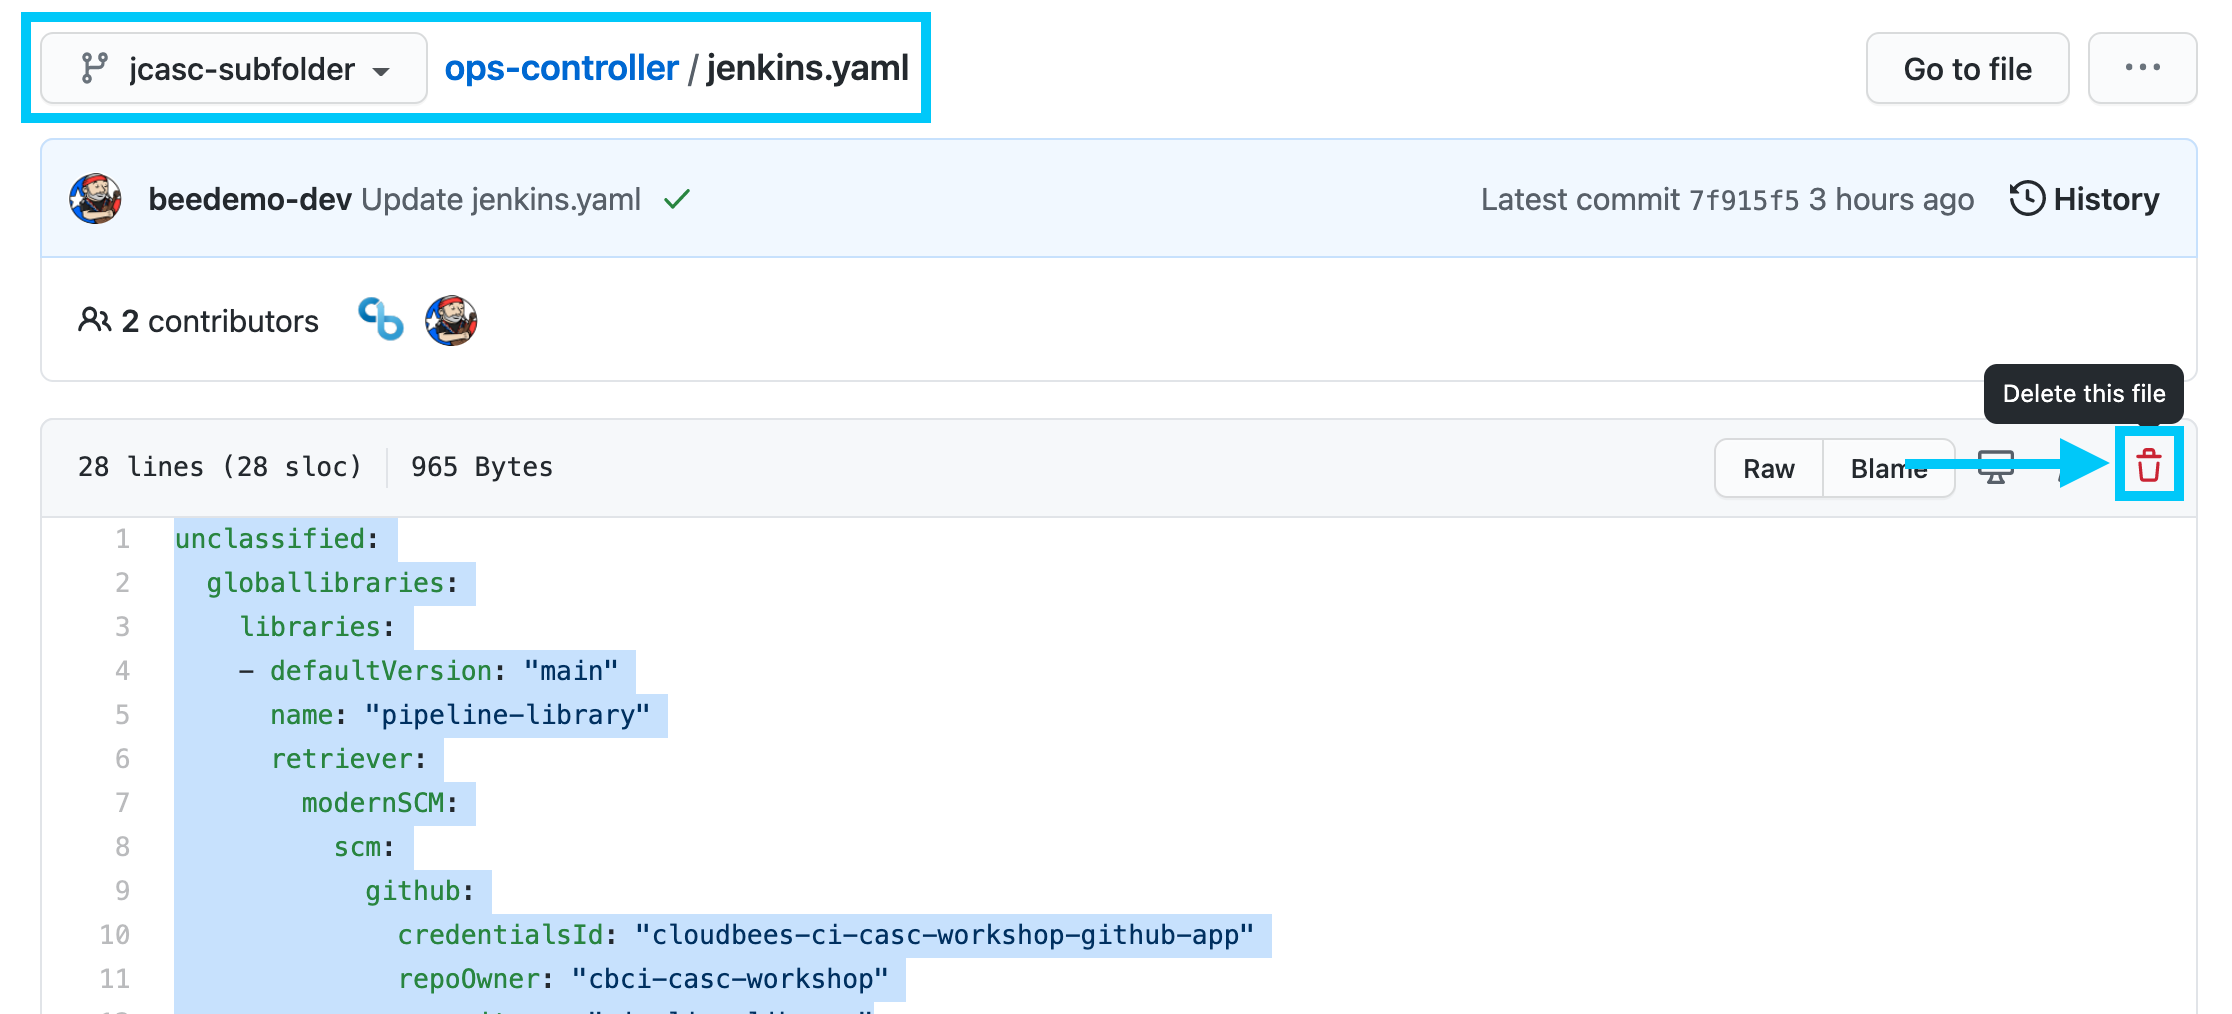 jcasc-subfolder ops-controller / jenkins.yaml Go to file ...
beedemo-dev Update jenkins.yaml Latest commit 7f915f5 3 hours ago History
2 contributors
Delete this file
28 lines (28 sloc) 965 Bytes Raw Blame
1 unclassified:
2 globallibraries:
3 libraries:
4 - defaultVersion: "main"
5 name: "pipeline-library"
6 retriever:
7 modernSCM:
8 scm:
9 github:
10 credentialsId: "cloudbees-ci-casc-workshop-github-app"
11 repoOwner: "cbci-casc-workshop"